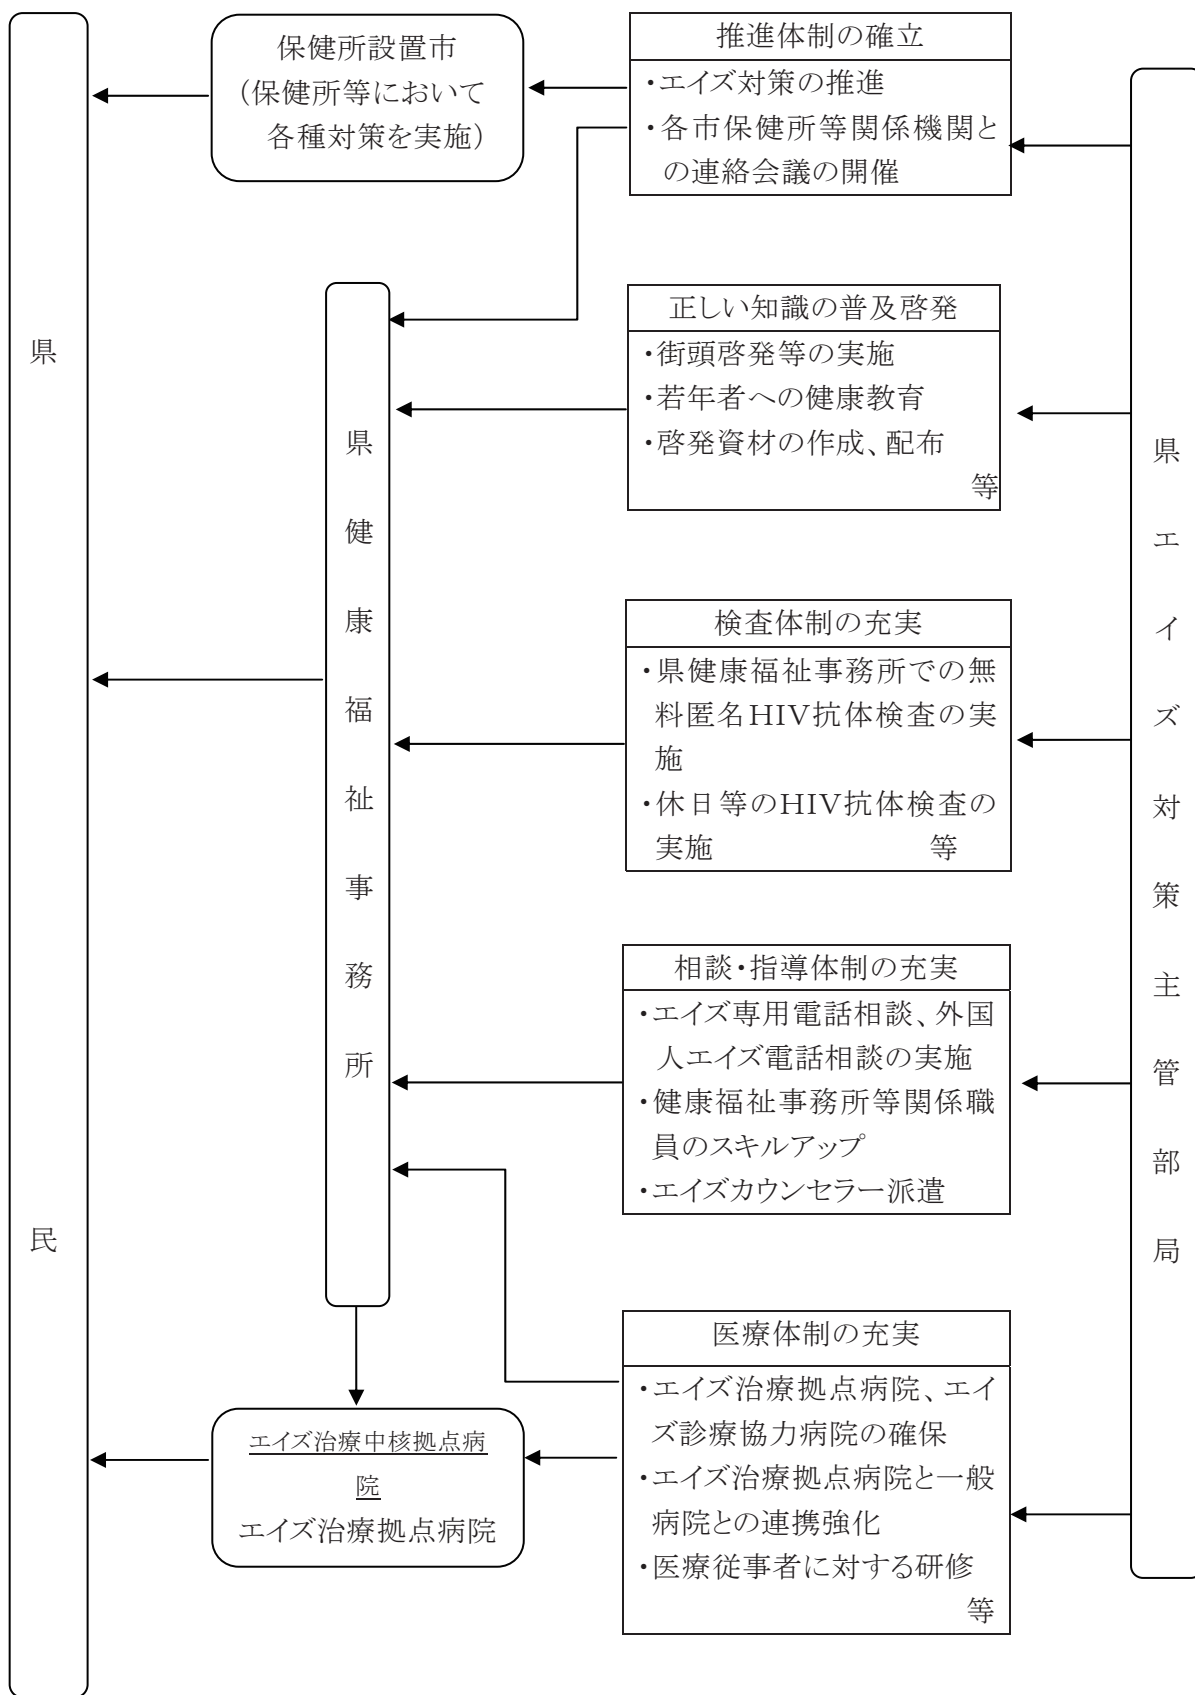 保健所設置市
（保健所等において
各種対策を実施）
推進体制の確立
・エイズ対策の推進
・各市保健所等関係機関と
の連絡会議の開催
正しい知識の普及啓発
・街頭啓発等の実施
・若年者への健康教育
・啓発資材の作成、配布
等
検査体制の充実
・県健康福祉事務所での無
料匿名HIV抗体検査の実
施
・休日等のHIV抗体検査の
実施 等
相談・指導体制の充実
・エイズ専用電話相談、外国
人エイズ電話相談の実施
・健康福祉事務所等関係職
員のスキルアップ
・エイズカウンセラー派遣
医療体制の充実
・エイズ治療拠点病院、エイ
ズ診療協力病院の確保
・エイズ治療拠点病院と一般
病院との連携強化
・医療従事者に対する研修
等
エイズ治療中核拠点病
院
エイズ治療拠点病院
県民
県健康福祉事務所
県エイズ対策主管部局